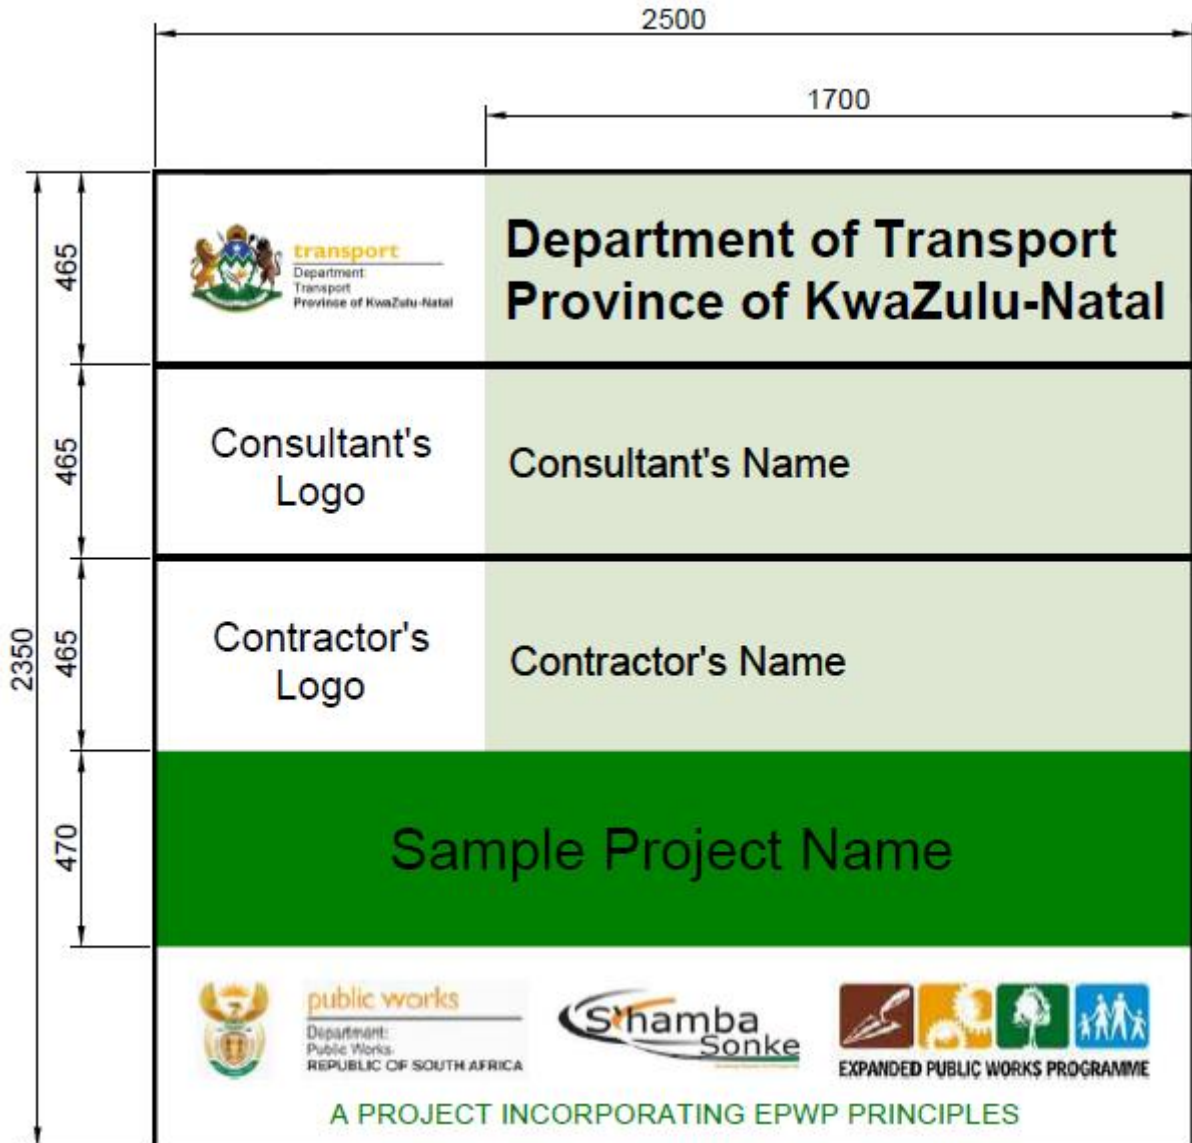 2500
1700
465
transport
Department
Transport
Province of KwaZulu-Natal
Department of Transport
Province of KwaZulu-Natal
465
Consultant's
Logo
Consultant's Name
2350
465
Contractor's
Logo
Contractor's Name
470
Sample Project Name
public works
Department:
Public Works
REPUBLIC OF SOUTH AFRICA
S'hamba
Sonke
EXPANDED PUBLIC WORKS PROGRAMME
A PROJECT INCORPORATING EPWP PRINCIPLES